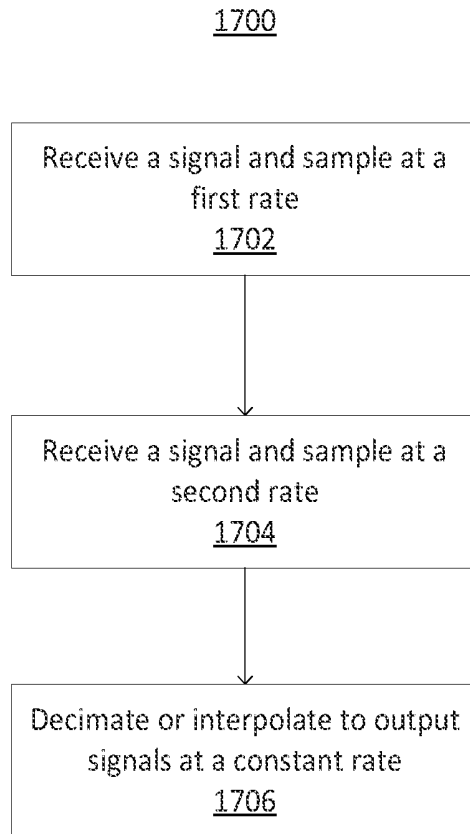 1700
Receive a signal and sample at a
first rate
1702
Receive a signal and sample at a
second rate
1704
Decimate or interpolate to output
signals at a constant rate
1706